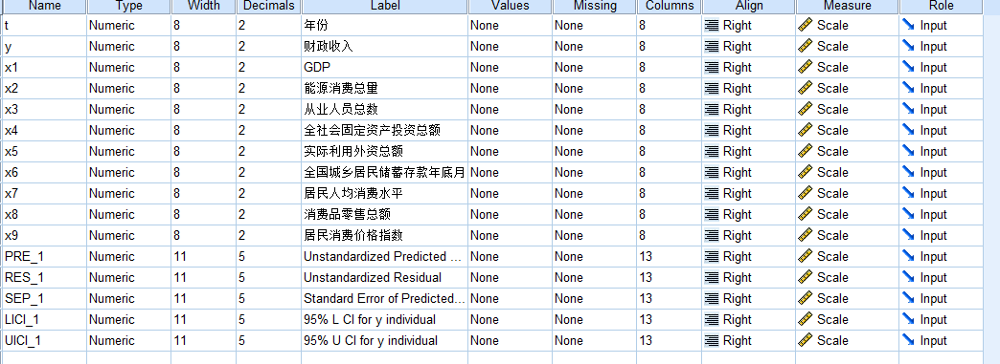 Name Type Width Decimals Label Values Missing Columns Align Measure Role
t Numeric 8 2 年份 None None 8 Right Scale Input
y Numeric 8 2 财政收入 None None 8 Right Scale Input
x1 Numeric 8 2 GDP None None 8 Right Scale Input
x2 Numeric 8 2 能源消费总量 None None 8 Right Scale Input
x3 Numeric 8 2 从业人员总数 None None 8 Right Scale Input
x4 Numeric 8 2 全社会固定资产投资总额 None None 8 Right Scale Input
x5 Numeric 8 2 实际利用外资总额 None None 8 Right Scale Input
x6 Numeric 8 2 全国城乡居民储蓄存款年底月 None None 8 Right Scale Input
x7 Numeric 8 2 居民人均消费水平 None None 8 Right Scale Input
x8 Numeric 8 2 消费品零售总额 None None 8 Right Scale Input
x9 Numeric 8 2 居民消费价格指数 None None 8 Right Scale Input
PRE_1 Numeric 11 5 Unstandardized Predicted ... None None 13 Right Scale Input
RES_1 Numeric 11 5 Unstandardized Residual None None 13 Right Scale Input
SEP_1 Numeric 11 5 Standard Error of Predicted... None None 13 Right Scale Input
LICI_1 Numeric 11 5 95% L CI for y individual None None 13 Right Scale Input
UICI_1 Numeric 11 5 95% U CI for y individual None None 13 Right Scale Input